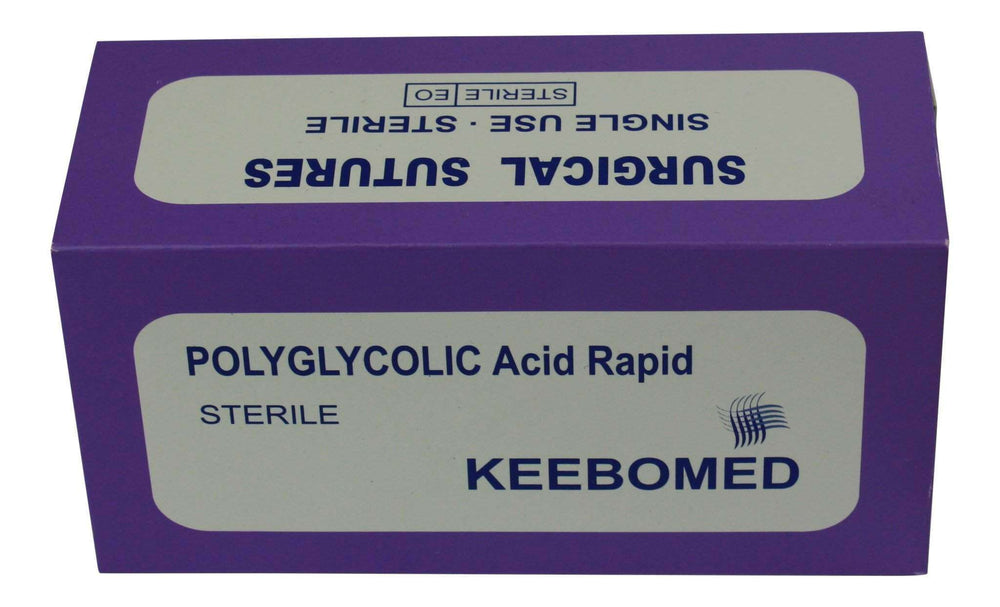 SURGICAL SUTURES
SINGLE USE · STERILE
STERILE EO
POLYGLYCOLIC Acid Rapid
STERILE
KEEBOMED